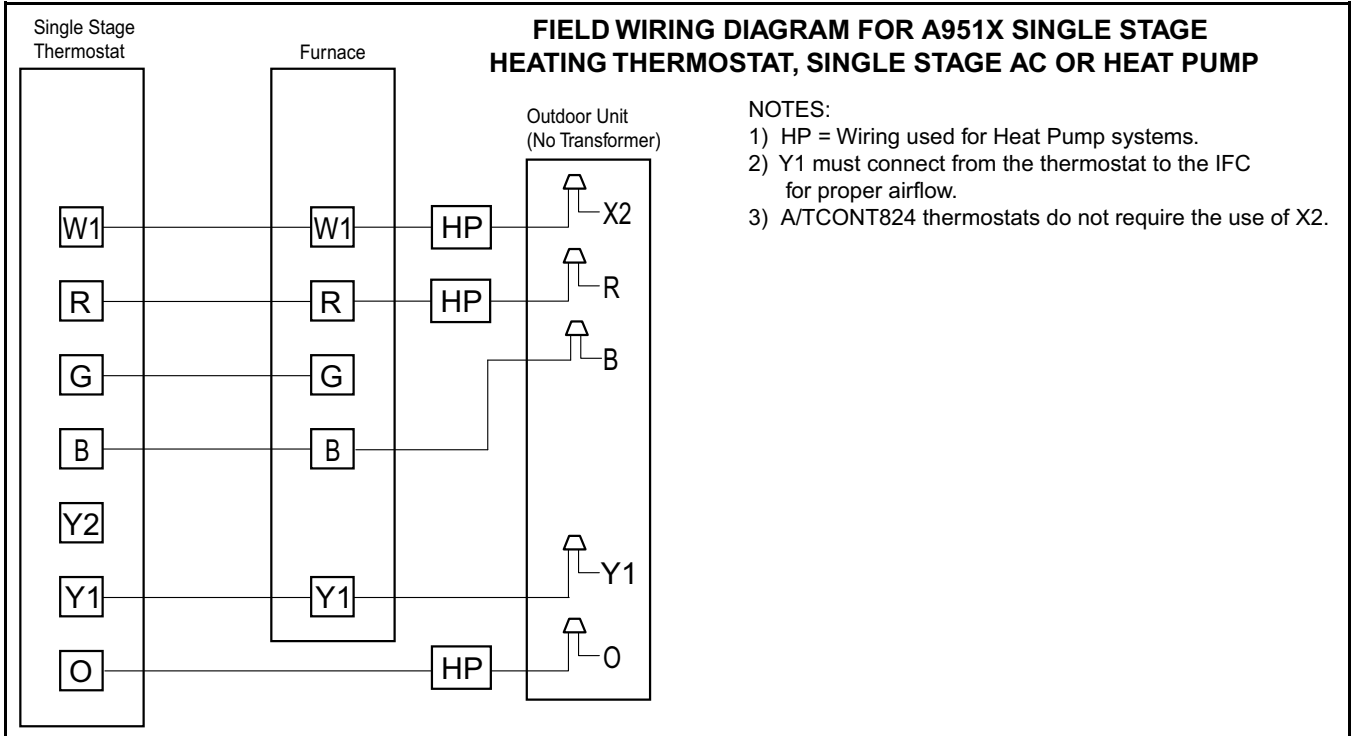 Single Stage
Thermostat
Furnace
FIELD WIRING DIAGRAM FOR A951X SINGLE STAGE
HEATING THERMOSTAT, SINGLE STAGE AC OR HEAT PUMP
Outdoor Unit
(No Transformer)
NOTES:
1) HP = Wiring used for Heat Pump systems.
2) Y1 must connect from the thermostat to the IFC
for proper airflow.
3) A/TCONT824 thermostats do not require the use of X2.
W1 W1 HP X2
R R HP R
G G B
B B
Y2
Y1 Y1 Y1
O HP O